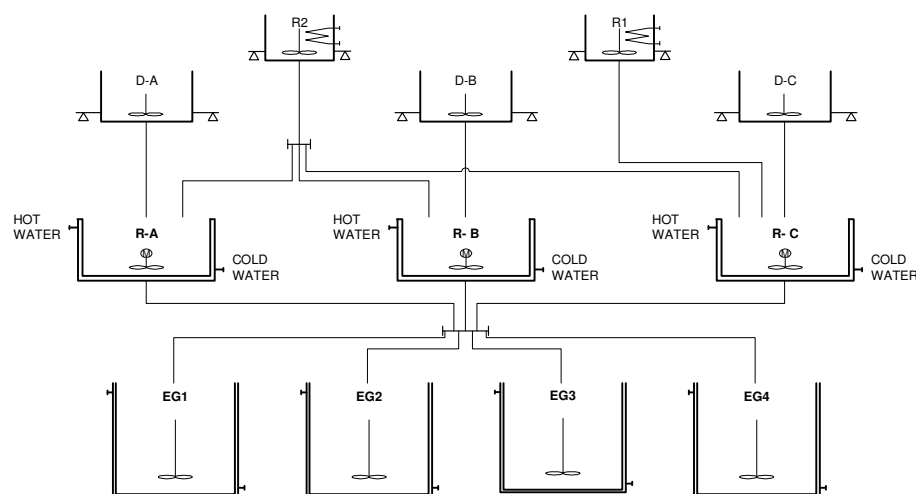 R2
R1
D-A
D-B
D-C
HOT
WATER
R-A
M
COLD
WATER
HOT
WATER
R- B
M
COLD
WATER
HOT
WATER
R- C
M
COLD
WATER
EG1
EG2
EG3
EG4